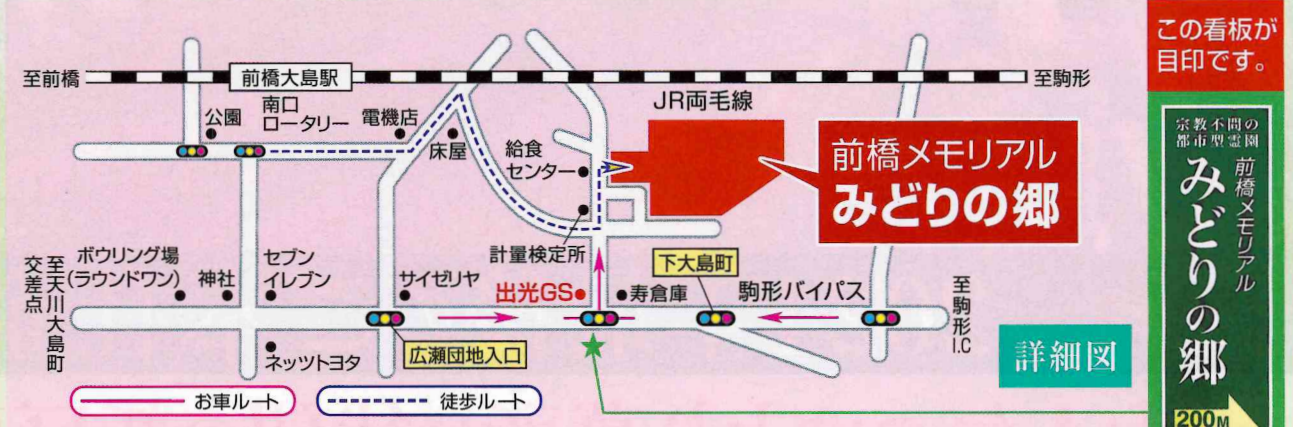 この看板が
目印です。
至前橋
前橋大島駅
至駒形
JR両毛線
公園
南口
ロータリー
電機店
床屋
給食
センター
前橋メモリアル
みどりの郷
宗教不問の
都市型霊園
前橋メモリアル
みどりの郷
200M
計量検定所
至天川大島町
交差点
ボウリング場
(ラウンドワン)
神社
セブン
イレブン
サイゼリヤ
出光GS
寿倉庫
下大島町
駒形バイパス
至駒形I.C
広瀬団地入口
ネッツトヨタ
詳細図
お車ルート
徒歩ルート